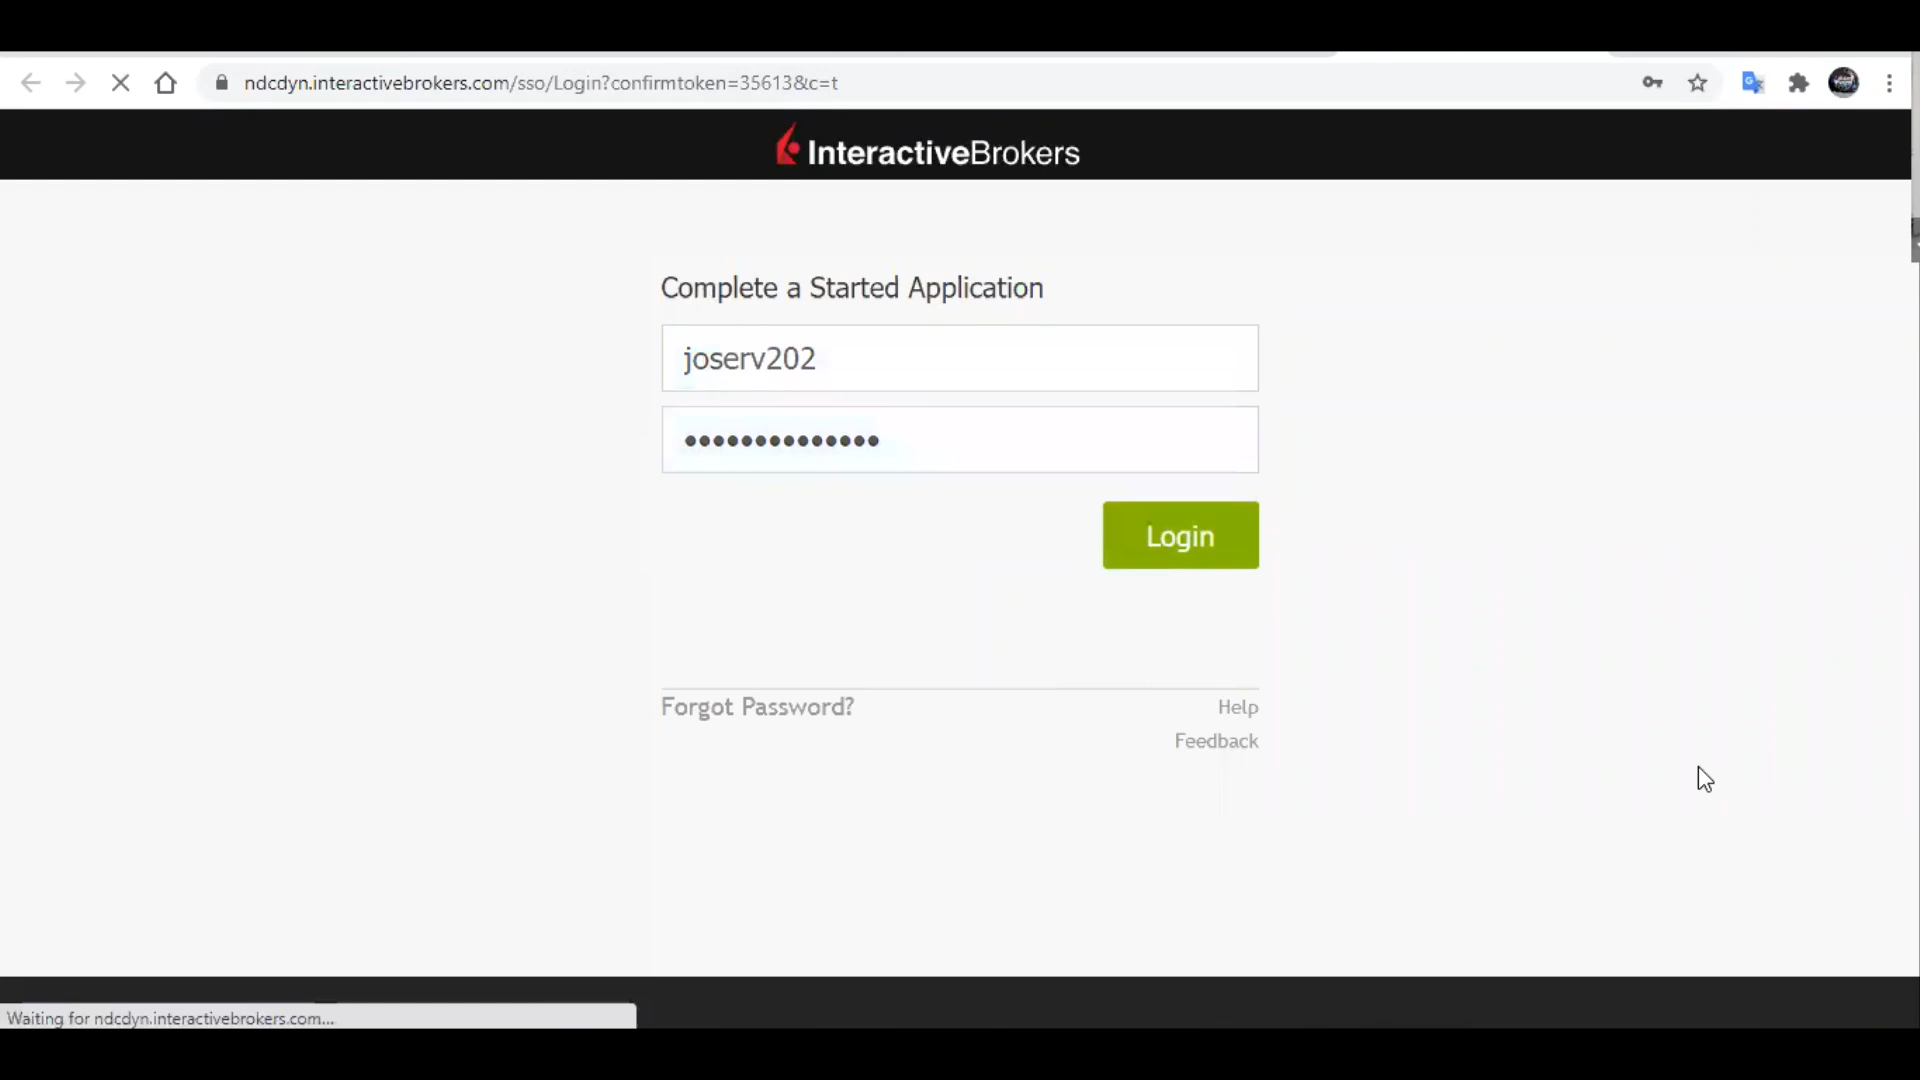 ndcdyn.interactivebrokers.com/sso/Login?confirmtoken=35613&c=t
InteractiveBrokers
Complete a Started Application
joserv202
••••••••••••••
Login
Forgot Password?
Help
Feedback
Waiting for ndcdyn.interactivebrokers.com...